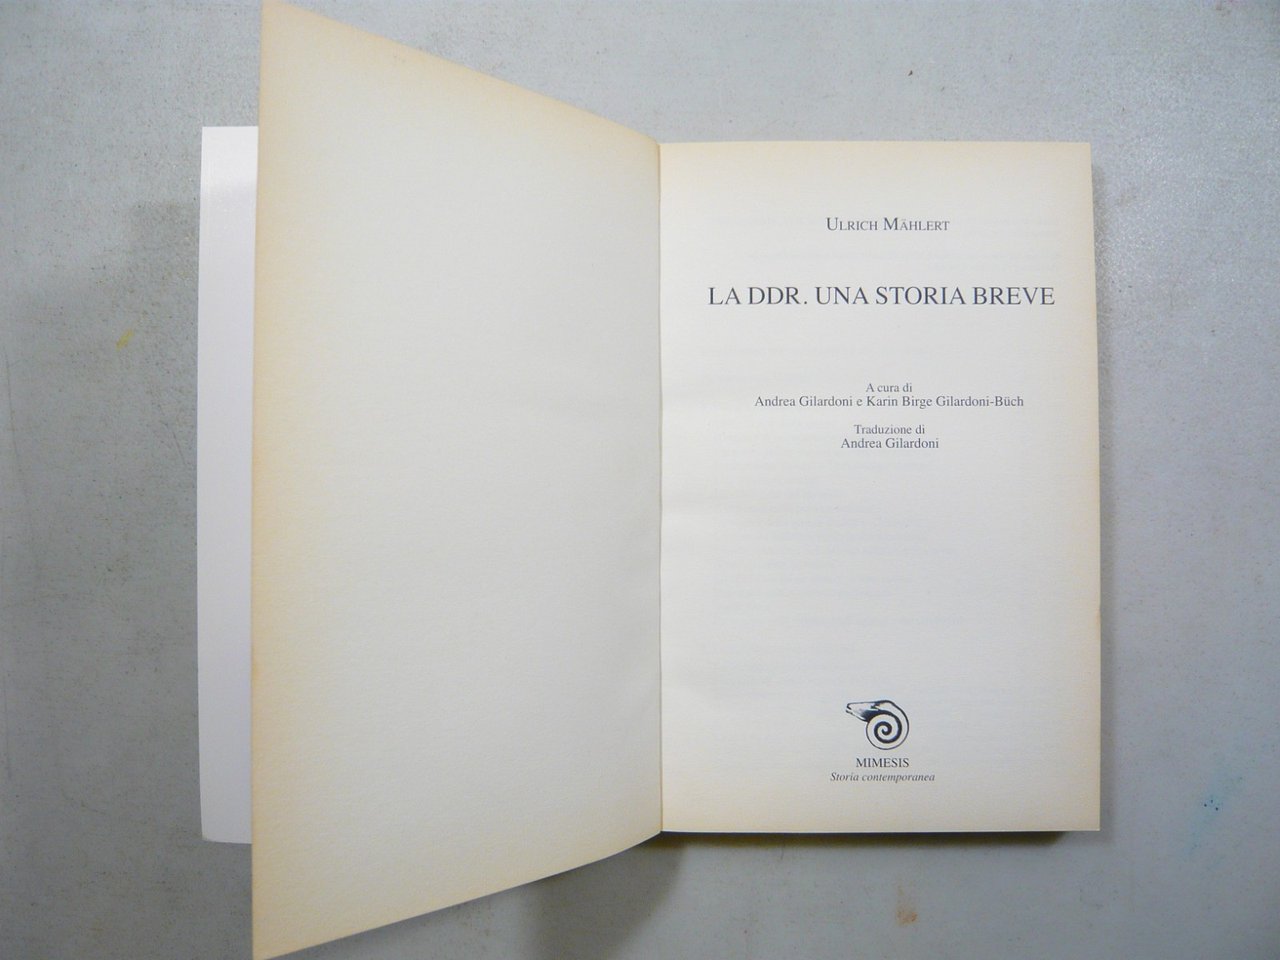 ULRICH MÄHLERT
LA DDR. UNA STORIA BREVE
A cura di
Andrea Gilardoni e Karin Birge Gilardoni-Büch
Traduzione di
Andrea Gilardoni
MIMESIS
Storia contemporanea